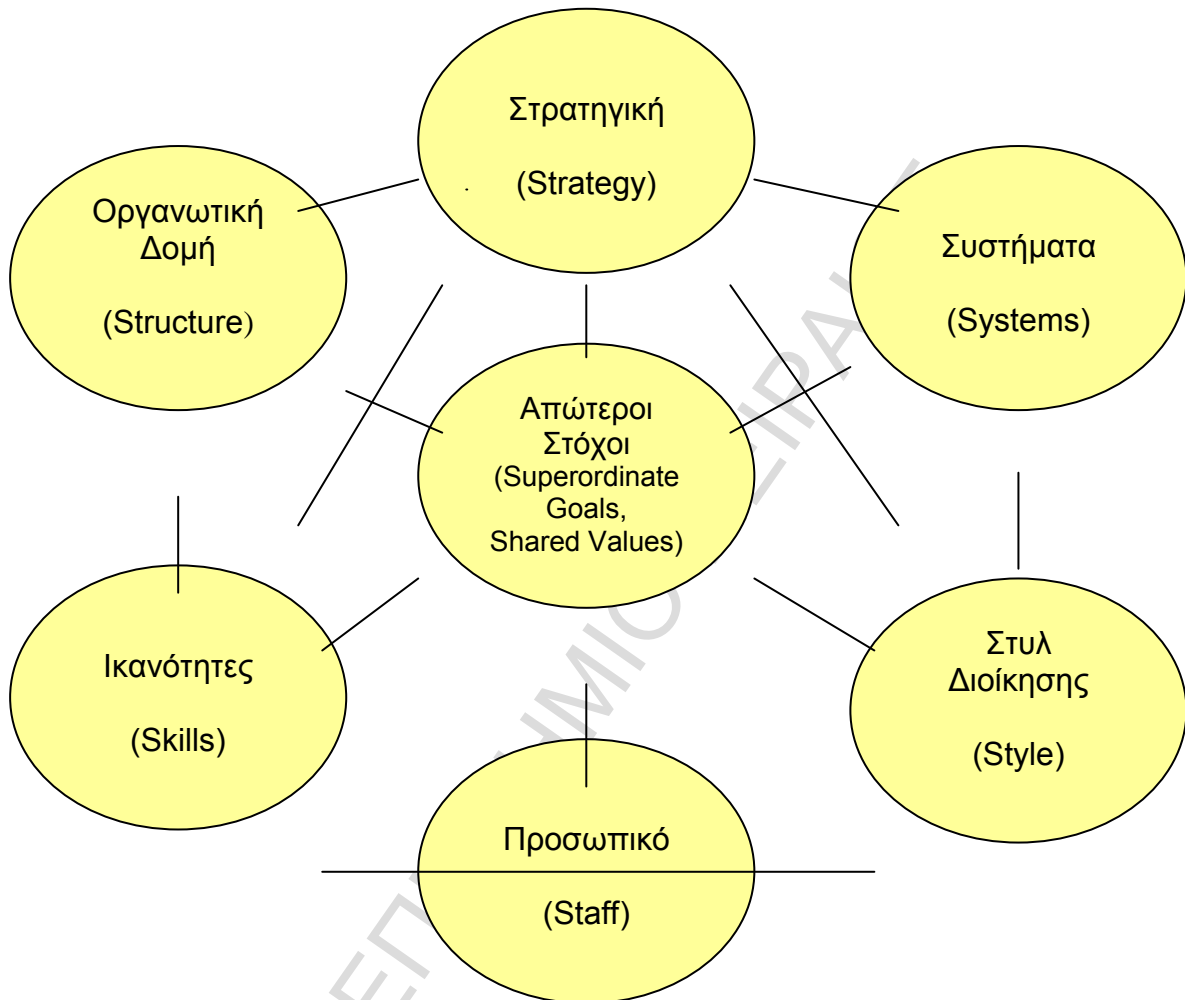 Στρατηγική
(Strategy)
Οργανωτική
Δομή
(Structure)
Συστήματα
(Systems)
Απώτεροι
Στόχοι
(Superordinate
Goals,
Shared Values)
Ικανότητες
(Skills)
Στυλ
Διοίκησης
(Style)
Προσωπικό
(Staff)